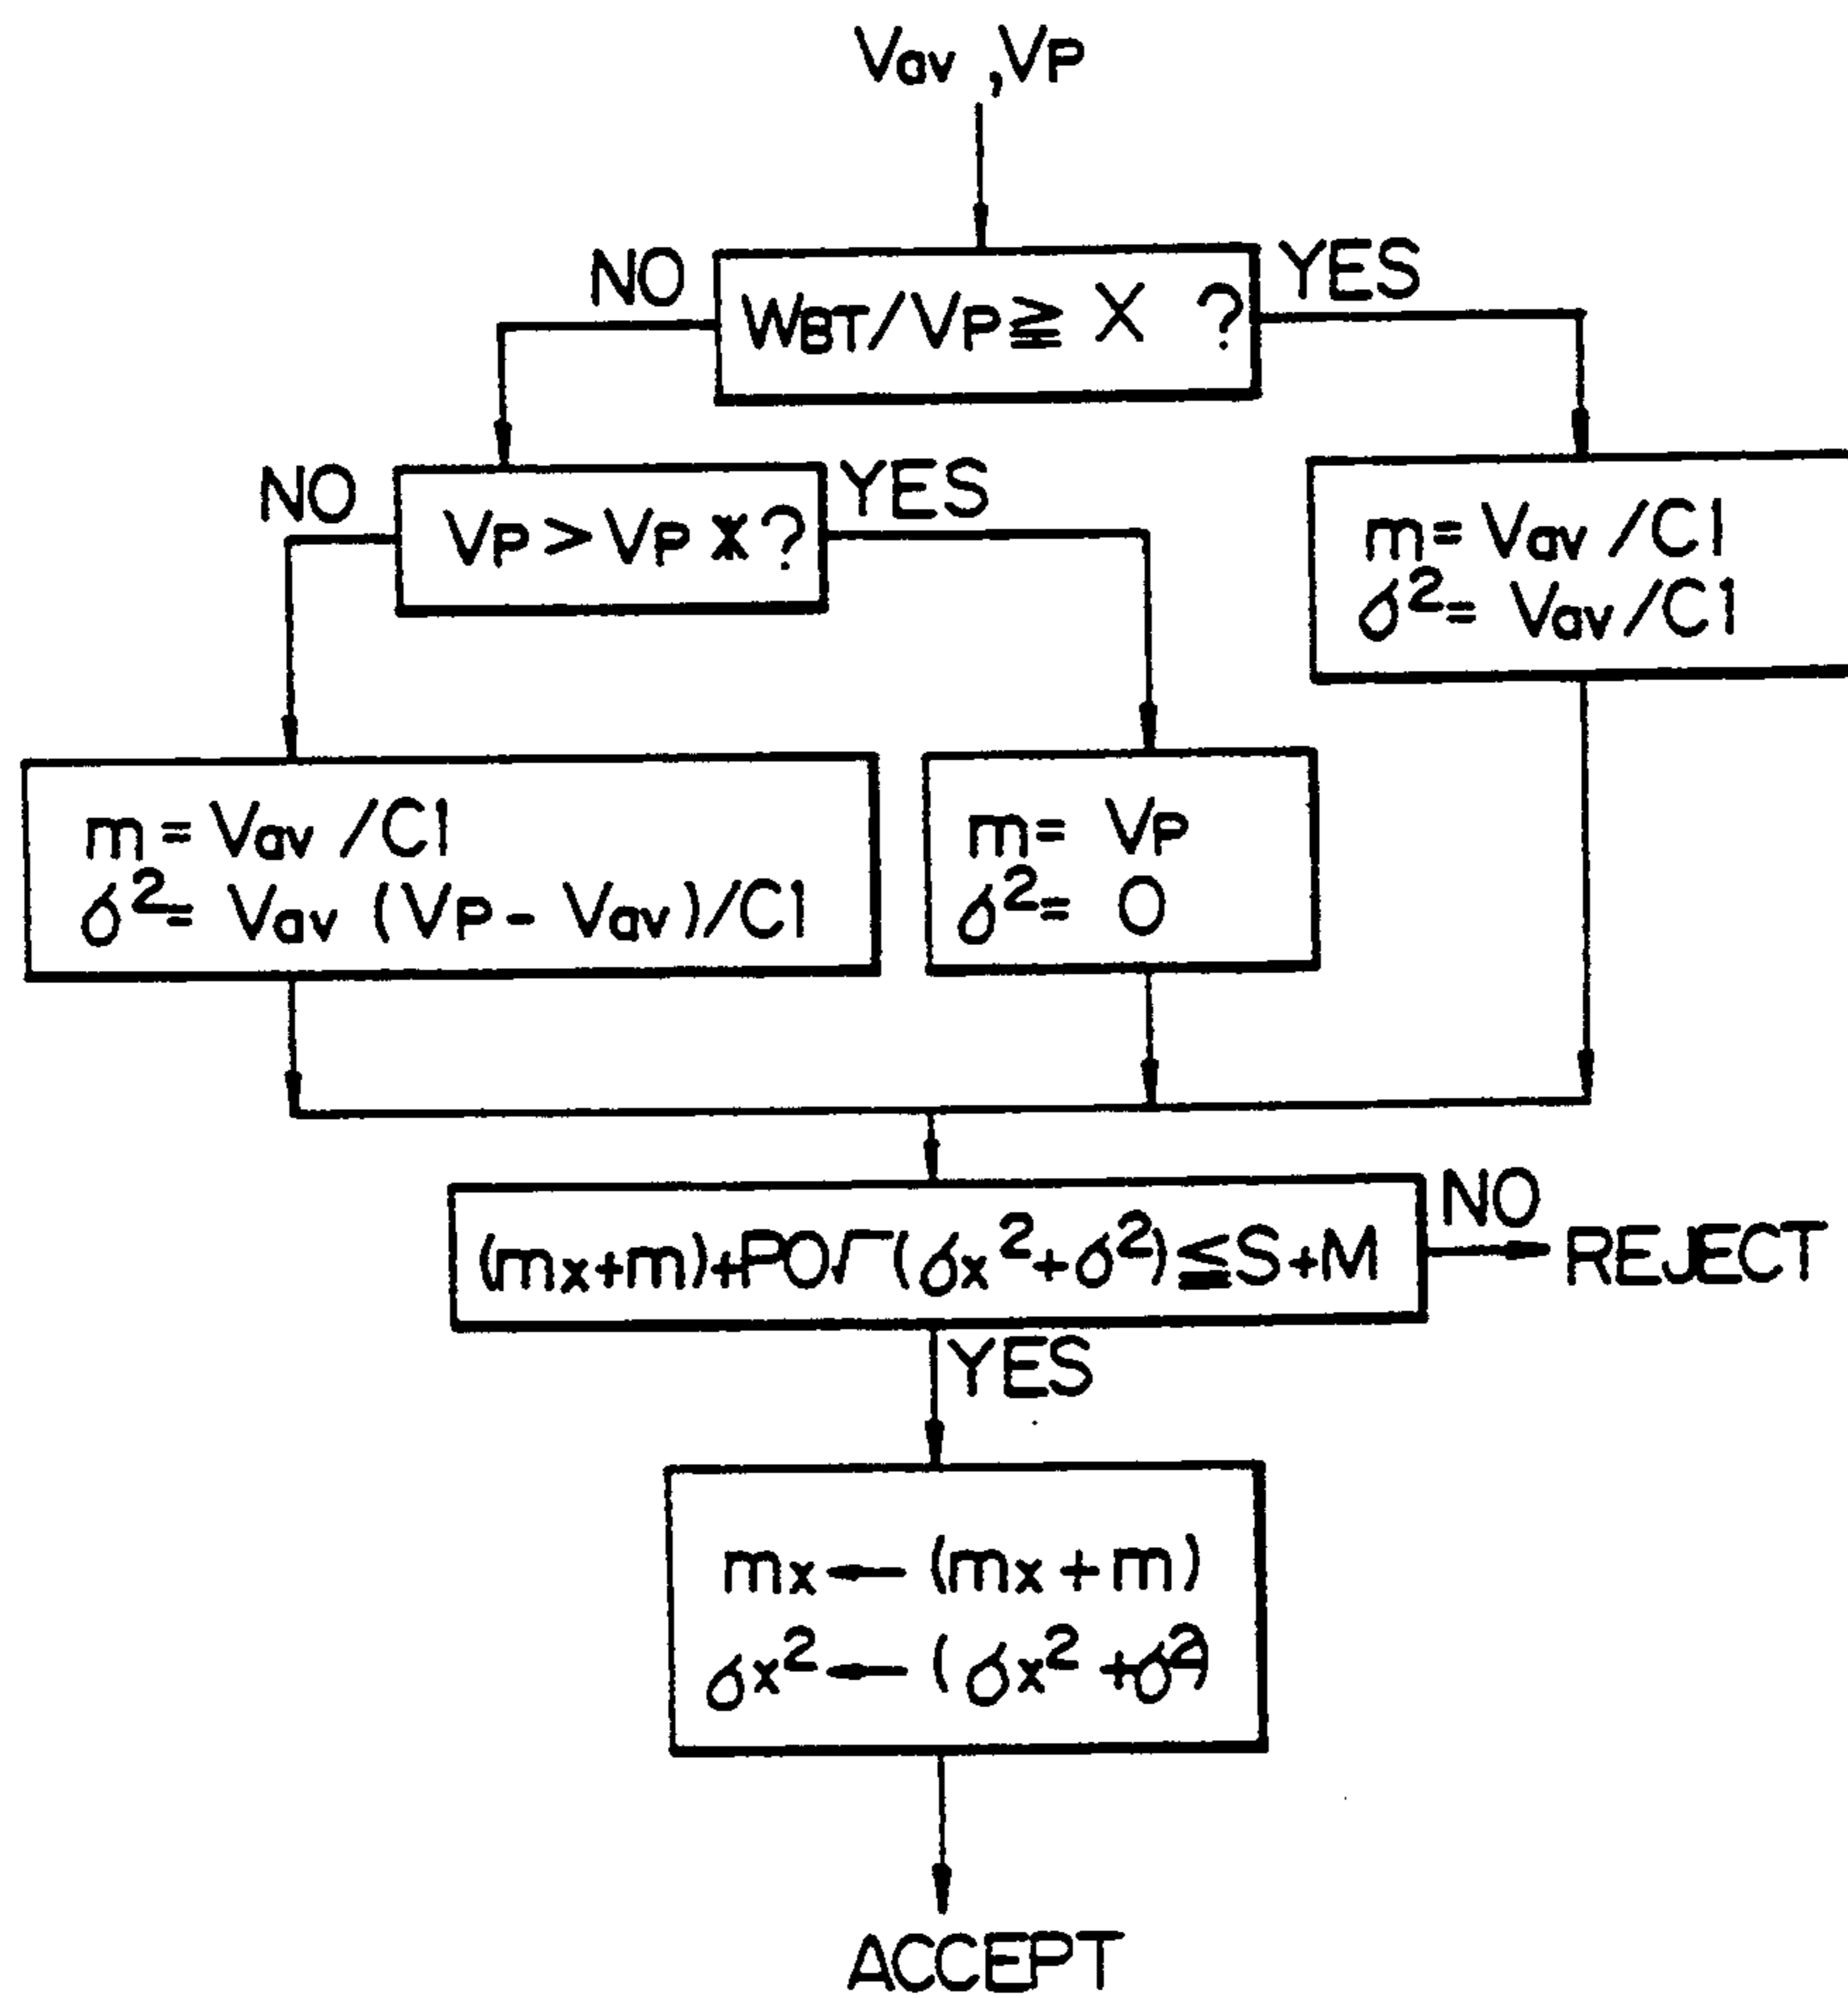 Vav ,VP
NO
YES
WBT/VP≧ X ?
NO
YES
VP>VP*?
m=Vav/C1
σ²=Vav/C1
m=Vav/C1
σ²=Vav(VP-Vav)/C1
m=VP
σ²=0
(mx+m)+PO√(σx²+σ²)≦S+M
NO
REJECT
YES
mx←(mx+m)
σx²←(σx²+σ²)
ACCEPT